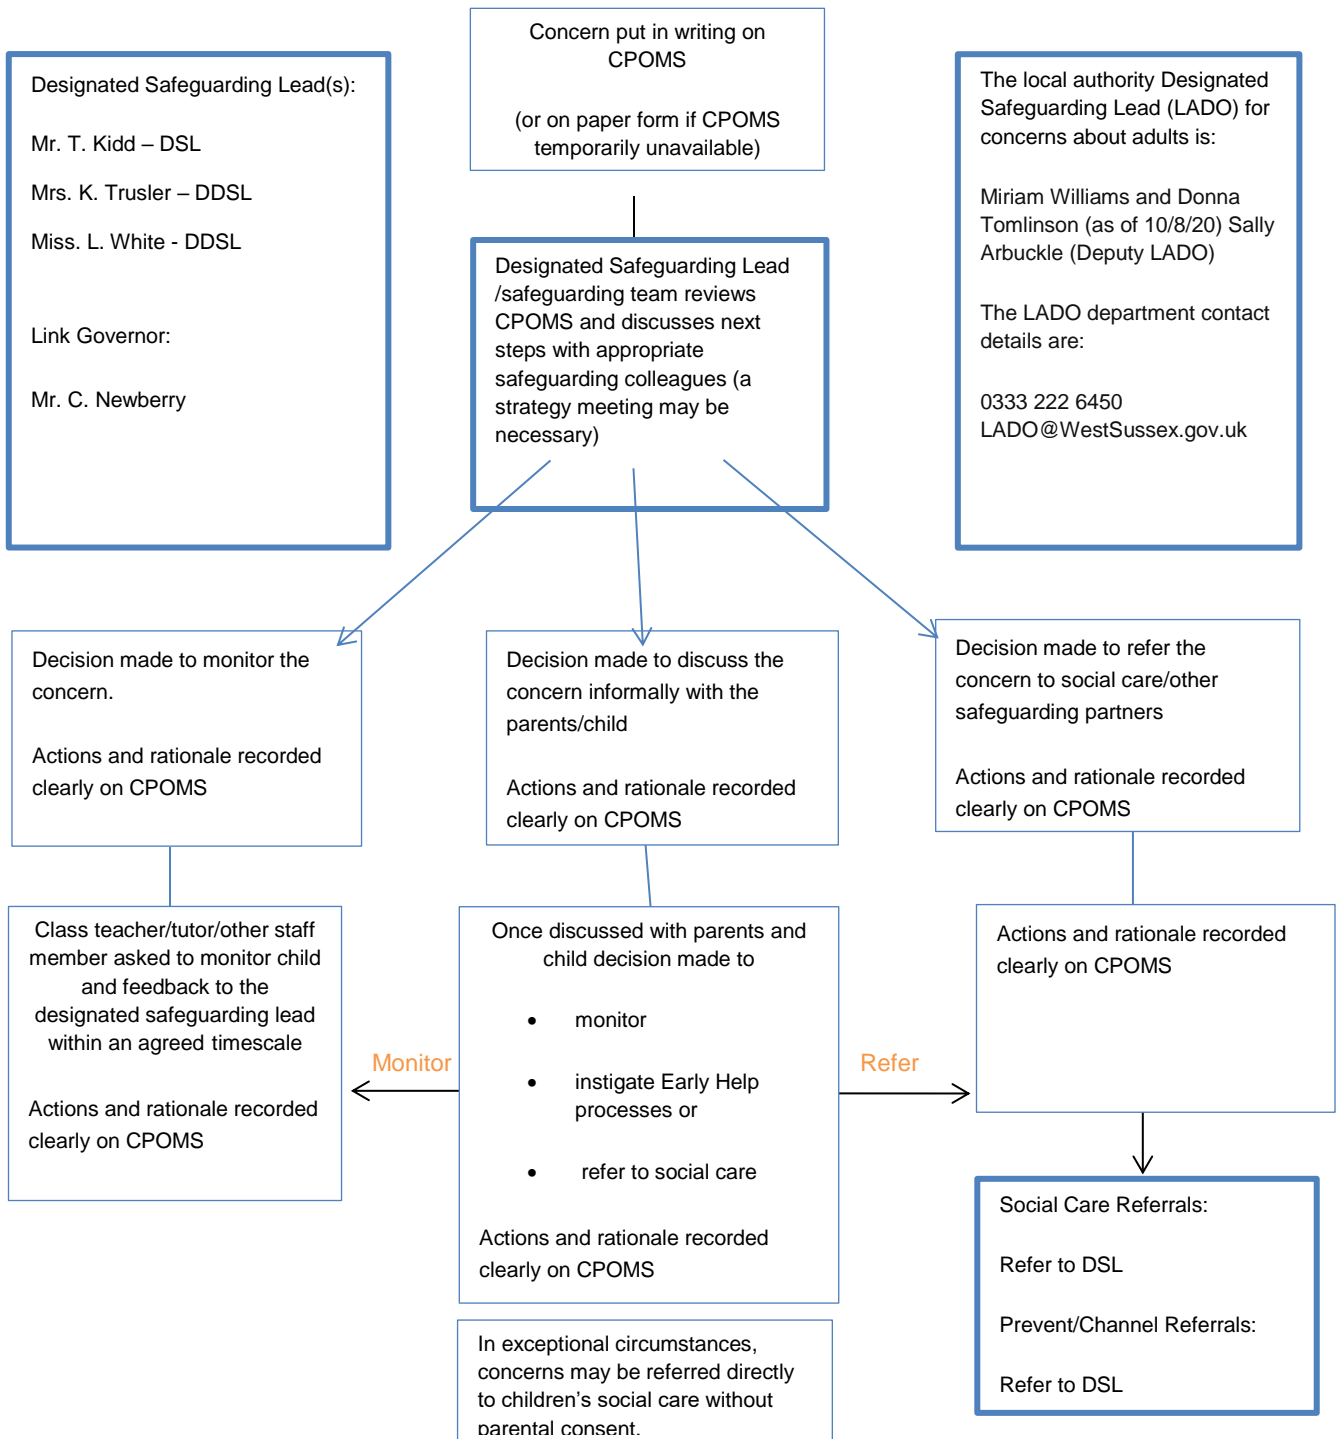 Concern put in writing on
CPOMS
(or on paper form if CPOMS
temporarily unavailable)
Designated Safeguarding Lead(s):
Mr. T. Kidd – DSL
Mrs. K. Trusler – DDSL
Miss. L. White - DDSL
Link Governor:
Mr. C. Newberry
Designated Safeguarding Lead
/safeguarding team reviews
CPOMS and discusses next
steps with appropriate
safeguarding colleagues (a
strategy meeting may be
necessary)
The local authority Designated
Safeguarding Lead (LADO) for
concerns about adults is:
Miriam Williams and Donna
Tomlinson (as of 10/8/20) Sally
Arbuckle (Deputy LADO)
The LADO department contact
details are:
0333 222 6450
LADO@WestSussex.gov.uk
Decision made to monitor the
concern.
Actions and rationale recorded
clearly on CPOMS
Decision made to discuss the
concern informally with the
parents/child
Actions and rationale recorded
clearly on CPOMS
Decision made to refer the
concern to social care/other
safeguarding partners
Actions and rationale recorded
clearly on CPOMS
Class teacher/tutor/other staff
member asked to monitor child
and feedback to the
designated safeguarding lead
within an agreed timescale
Actions and rationale recorded
clearly on CPOMS
Monitor
Once discussed with parents and
child decision made to
• monitor
• instigate Early Help
processes or
• refer to social care
Actions and rationale recorded
clearly on CPOMS
Refer
Actions and rationale recorded
clearly on CPOMS
Social Care Referrals:
Refer to DSL
Prevent/Channel Referrals:
Refer to DSL
In exceptional circumstances,
concerns may be referred directly
to children’s social care without
parental consent.